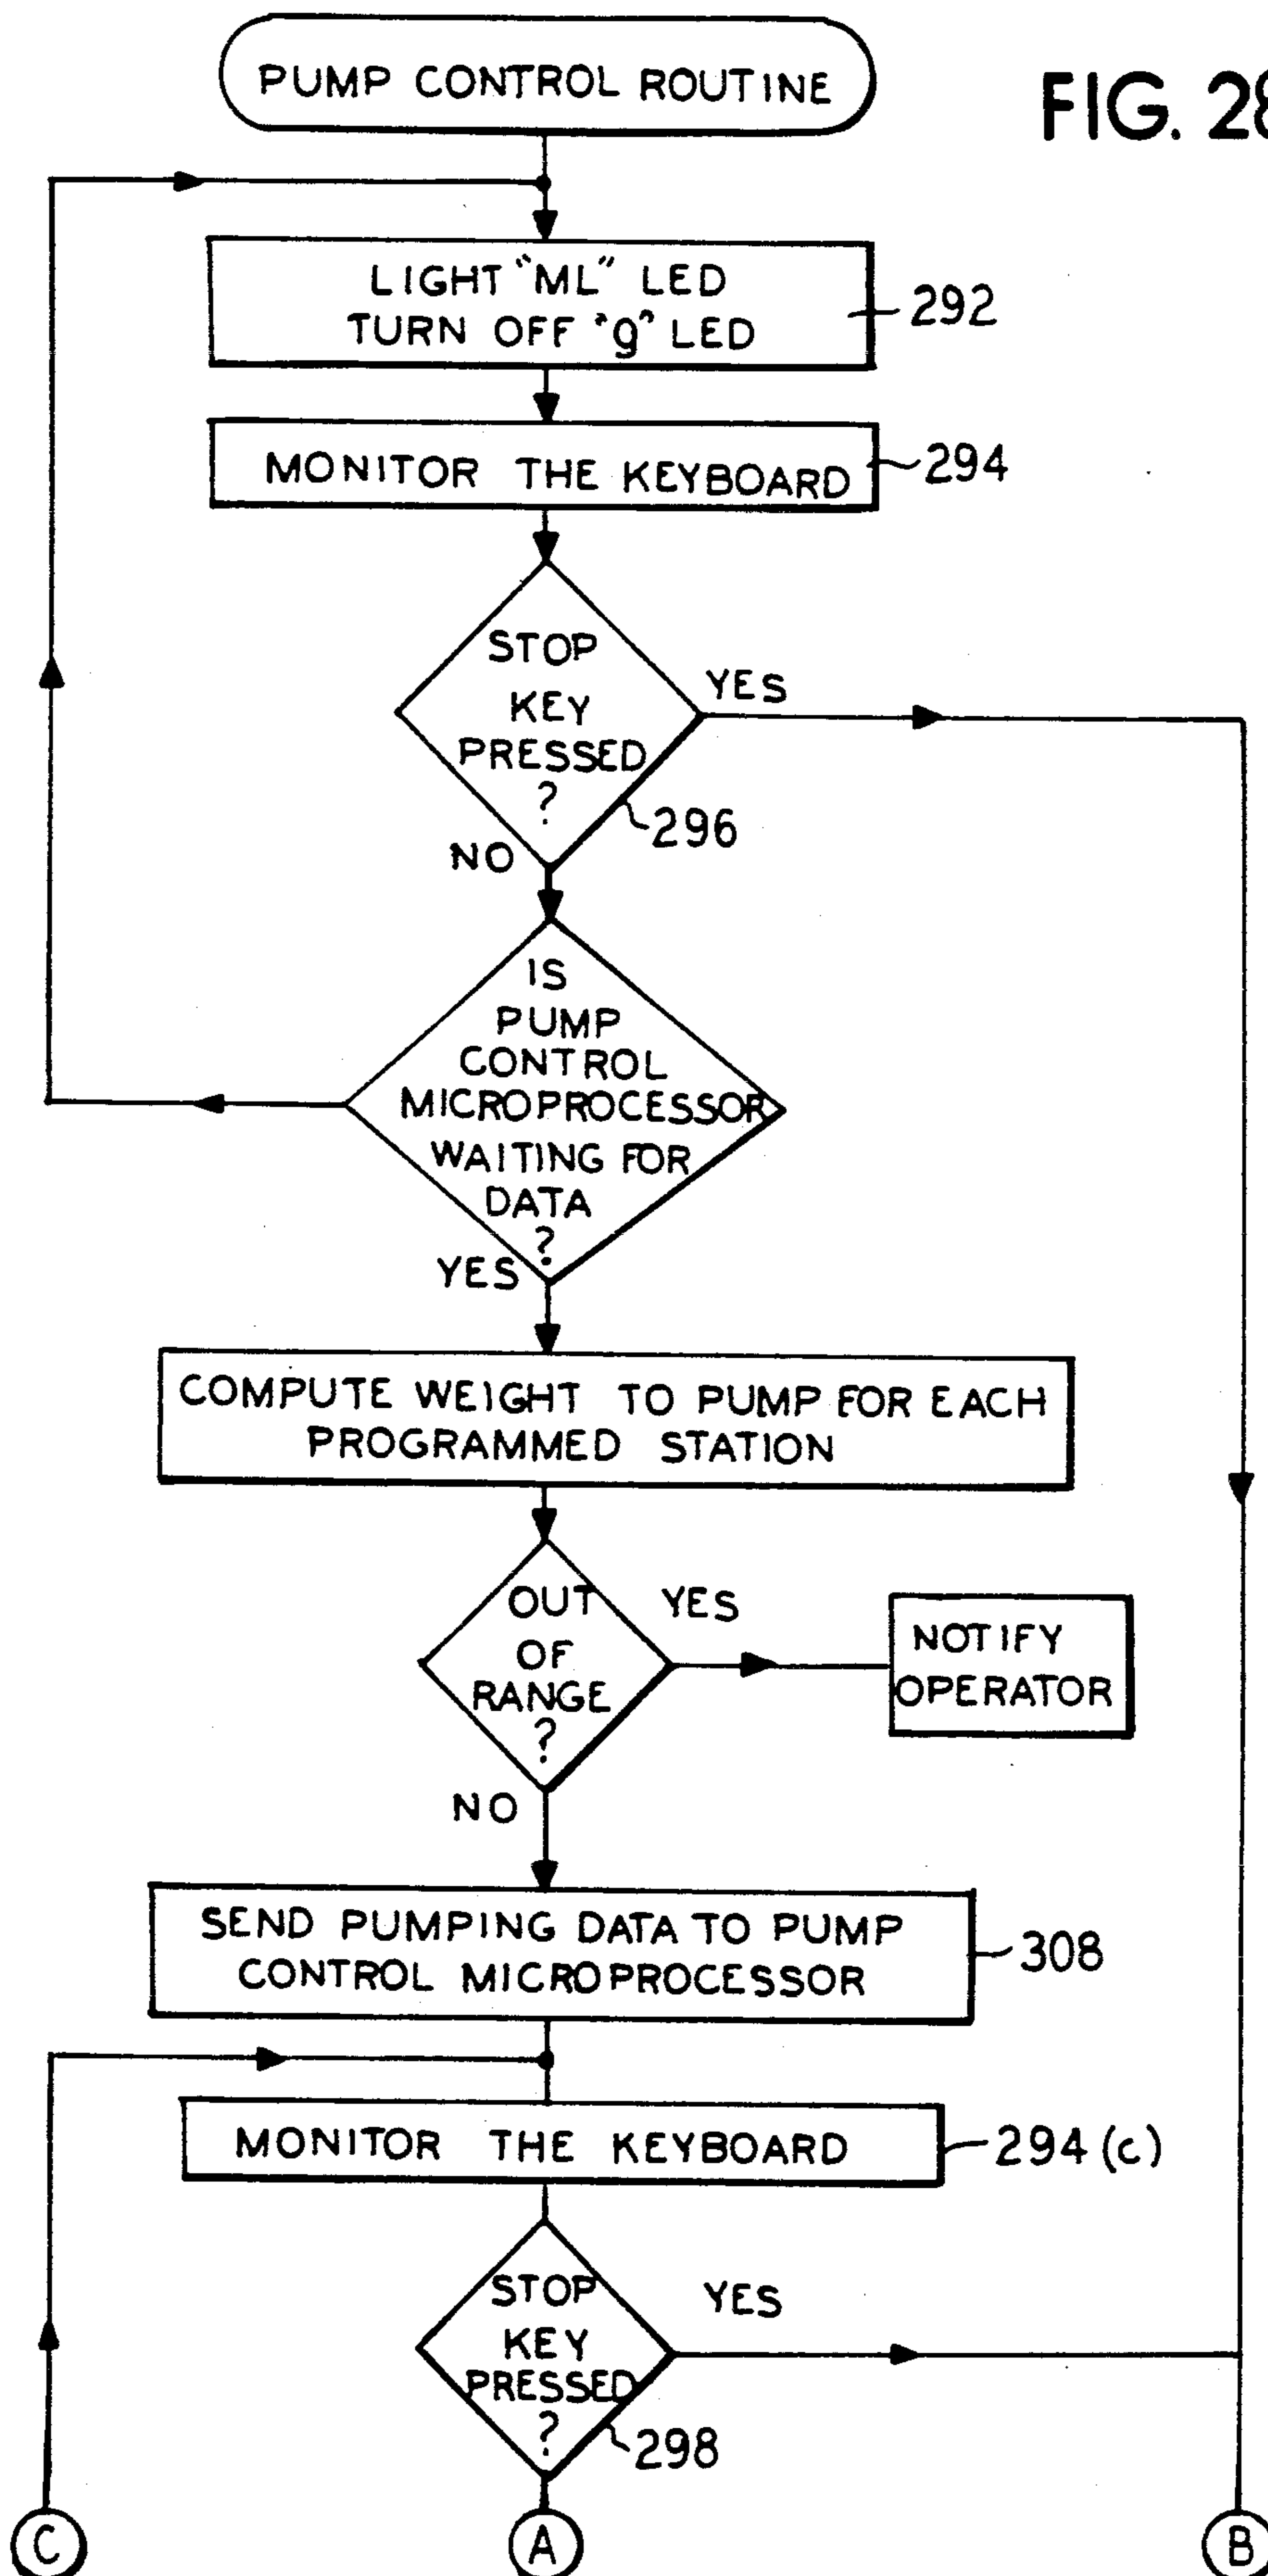 PUMP CONTROL ROUTINE
FIG. 28
LIGHT "ML" LED
TURN OFF "g" LED
292
MONITOR THE KEYBOARD
294
STOP
KEY
PRESSED
?
YES
296
NO
IS
PUMP
CONTROL
MICROPROCESSOR
WAITING FOR
DATA
?
YES
COMPUTE WEIGHT TO PUMP FOR EACH
PROGRAMMED STATION
OUT
OF
RANGE
?
YES
NOTIFY
OPERATOR
NO
SEND PUMPING DATA TO PUMP
CONTROL MICROPROCESSOR
308
MONITOR THE KEYBOARD
294 (c)
STOP
KEY
PRESSED
?
YES
298
C
A
B